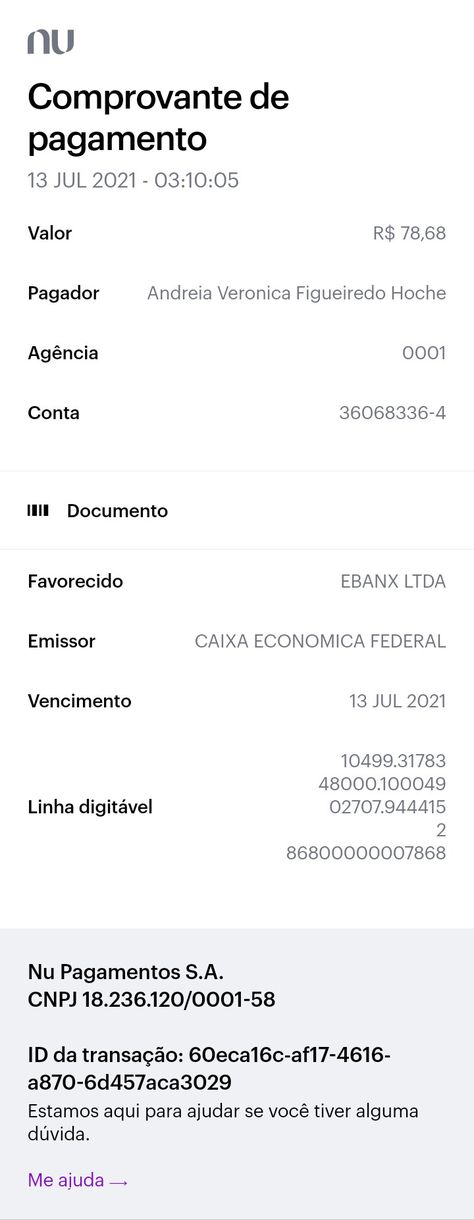 nu
Comprovante de
pagamento
13 JUL 2021 - 03:10:05
Valor R$ 78,68
Pagador Andreia Veronica Figueiredo Hoche
Agência 0001
Conta 36068336-4
Documento
Favorecido EBANX LTDA
Emissor CAIXA ECONOMICA FEDERAL
Vencimento 13 JUL 2021
10499.31783
48000.100049
Linha digitável 02707.944415
2
86800000007868
Nu Pagamentos S.A.
CNPJ 18.236.120/0001-58
ID da transação: 60eca16c-af17-4616-
a870-6d457aca3029
Estamos aqui para ajudar se você tiver alguma
dúvida.
Me ajuda →